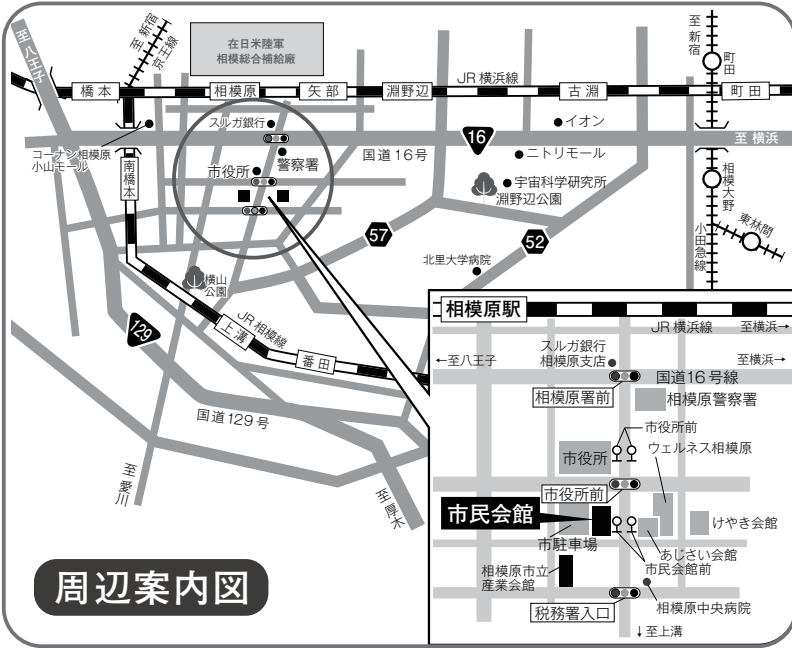 至八王子
至新宿
京王線
在日米陸軍
相模総合補給廠
至新宿
町田
橋本
相模原
矢部
淵野辺
JR横浜線
古淵
町田
コーナン相模原
小山モール
スルガ銀行
イオン
16
国道16号
至 横浜
警察署
市役所
ニトリモール
宇宙科学研究所
淵野辺公園
南橋本
相模大野
東林間
小田急線
57
52
北里大学病院
横山
公園
JR相模線
上溝
番田
129
国道129号
至愛川
至厚木
相模原駅
JR横浜線
至横浜→
スルガ銀行
相模原支店
←至八王子
至横浜→
国道16号線
相模原署前
相模原警察署
市役所前
ウェルネス相模原
市役所
市役所前
市民会館
けやき会館
市駐車場
あじさい会館
市民会館前
相模原市立
産業会館
相模原中央病院
税務署入口
↓至上溝
周辺案内図